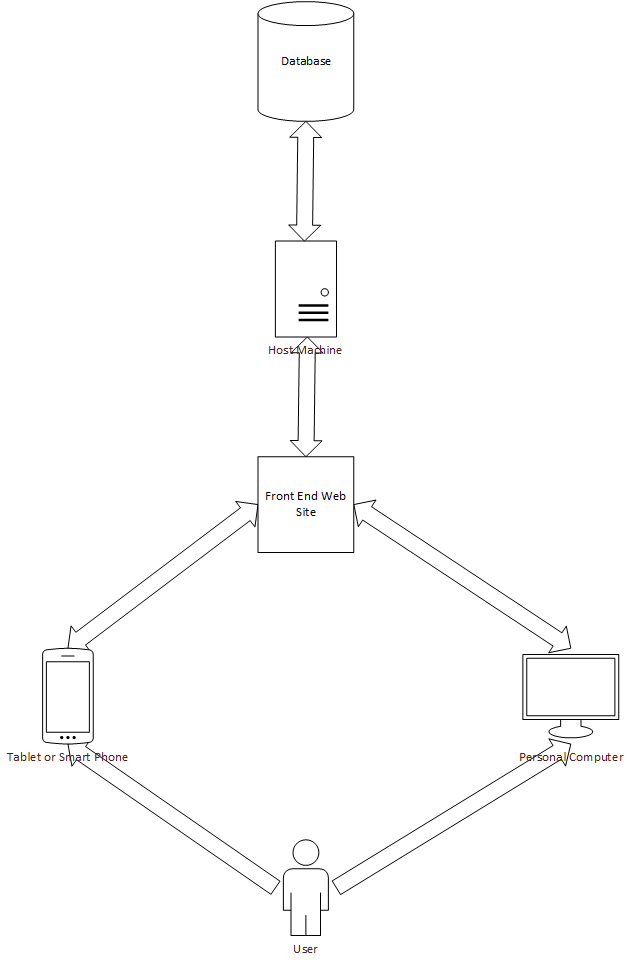 Database
Host Machine
Front End Web
Site
Tablet or Smart Phone
Personal Computer
User